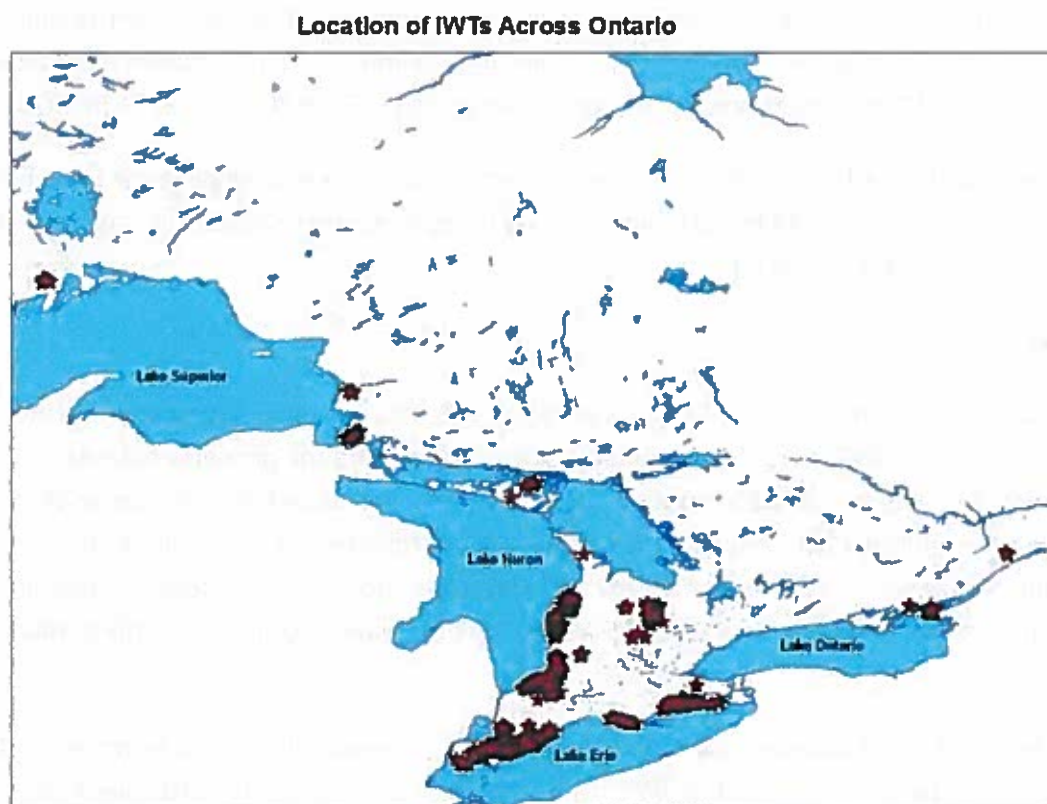 Location of IWTs Across Ontario
Lake Superior
Lake Huron
Lake Ontario
Lake Erie